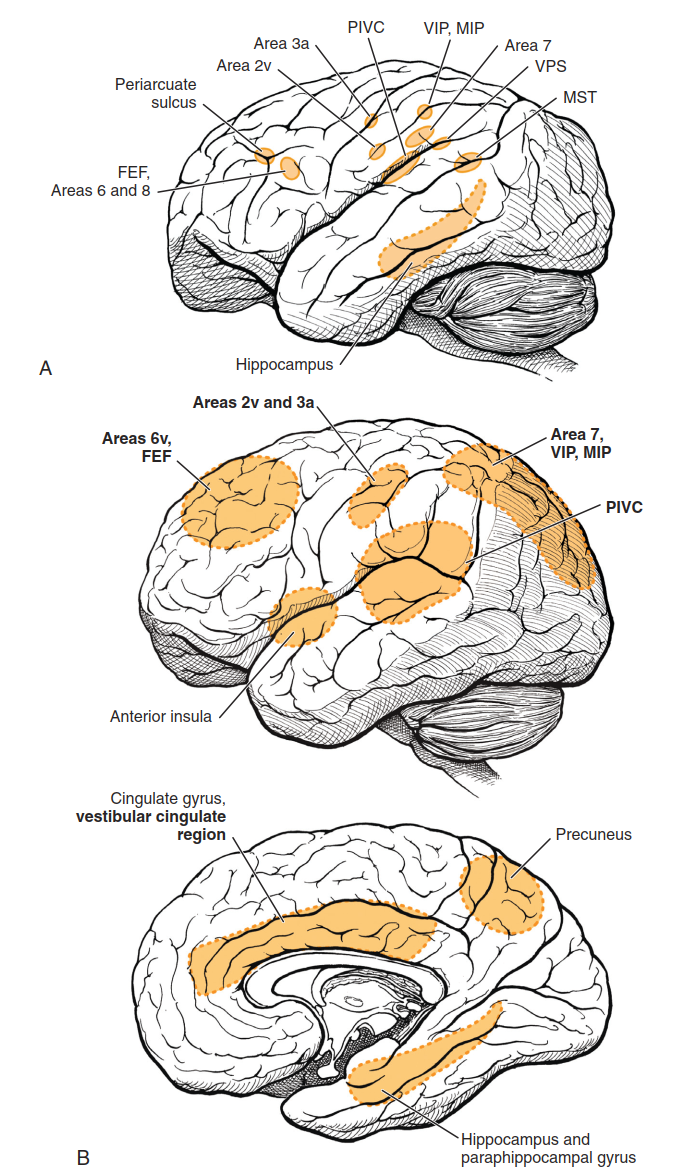 PIVC
VIP, MIP
Area 3a
Area 7
Area 2v
VPS
Periarcuate
sulcus
MST
FEF,
Areas 6 and 8
Hippocampus
A
Areas 2v and 3a
Areas 6v,
FEF
Area 7,
VIP, MIP
PIVC
Anterior insula
Cingulate gyrus,
vestibular cingulate
region
Precuneus
Hippocampus and
parahippocampal gyrus
B